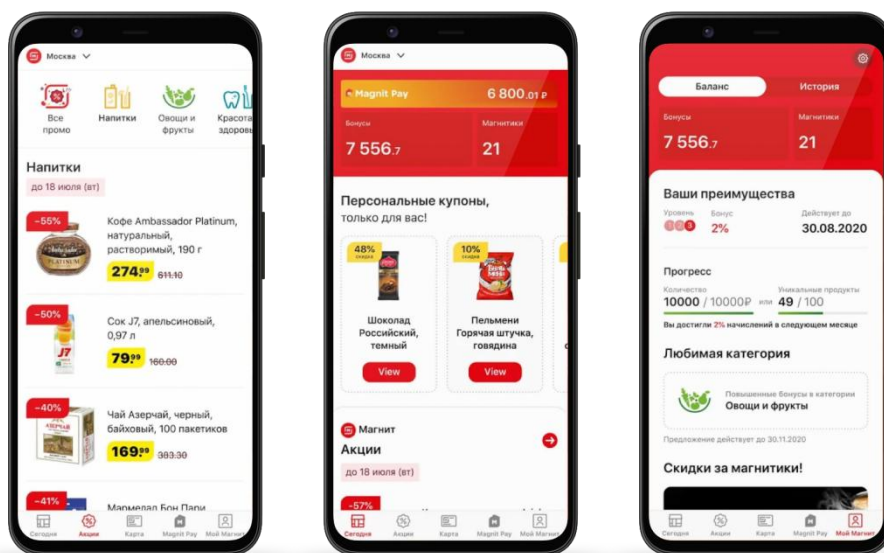 Москва
Все промо
Напитки
Овощи и фрукты
Красота
здоровь
Напитки
до 18 июля (вт)
-55%
Кофе Ambassador Platinum,
натуральный,
растворимый, 190 г
274.99 611.10
-50%
Сок J7, апельсиновый,
0,97 л
J7
79.99 160.00
-40%
Чай Азерчай, черный,
байховый, 100 пакетиков
АЗЕРЧАЙ
169.99 383.30
-41%
Мармелад Бон Пари
Сегодня
Акции
Карта
Magnit Pay
Мой Магнит
Москва
Magnit Pay
6 800.01 ₽
Бонусы
7 556.7
Магнитики
21
Персональные купоны,
только для вас!
48%
скидка
Шоколад
Российский,
темный
View
10%
скидка
Пельмени
Горячая штучка,
говядина
View
Магнит
Акции
до 18 июля (вт)
-57%
Сегодня
Акции
Карта
Magnit Pay
Мой Магнит
Баланс
История
Бонусы
7 556.7
Магнитики
21
Ваши преимущества
Уровень
3
Бонус
2%
Действует до
30.08.2020
Прогресс
Количество
10000 / 10000₽
или
Уникальные продукты
49 / 100
Вы достигли 2% начислений в следующем месяце
Любимая категория
Повышенные бонусы в категории
Овощи и фрукты
Предложение действует до 30.11.2020
Скидки за магнитики!
Сегодня
Акции
Карта
Magnit Pay
Мой Магнит